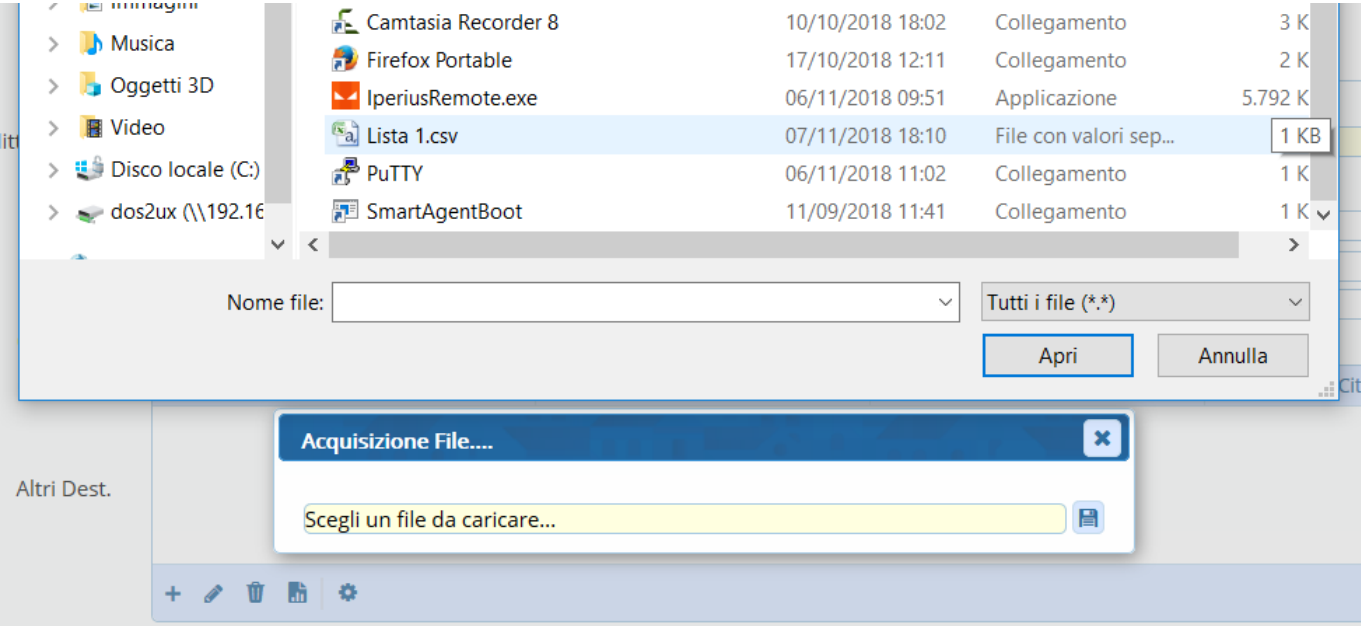 Immagini
Camtasia Recorder 8 10/10/2018 18:02 Collegamento 3 K
Musica
Firefox Portable 17/10/2018 12:11 Collegamento 2 K
Oggetti 3D
IperiusRemote.exe 06/11/2018 09:51 Applicazione 5.792 K
Video
Lista 1.csv 07/11/2018 18:10 File con valori sep... 1 KB
Disco locale (C:)
PuTTY 06/11/2018 11:02 Collegamento 1 K
dos2ux (\\192.16
SmartAgentBoot 11/09/2018 11:41 Collegamento 1 K
Nome file: Tutti i file (*.*)
Apri Annulla
Cit
Acquisizione File....
Altri Dest.
Scegli un file da caricare...